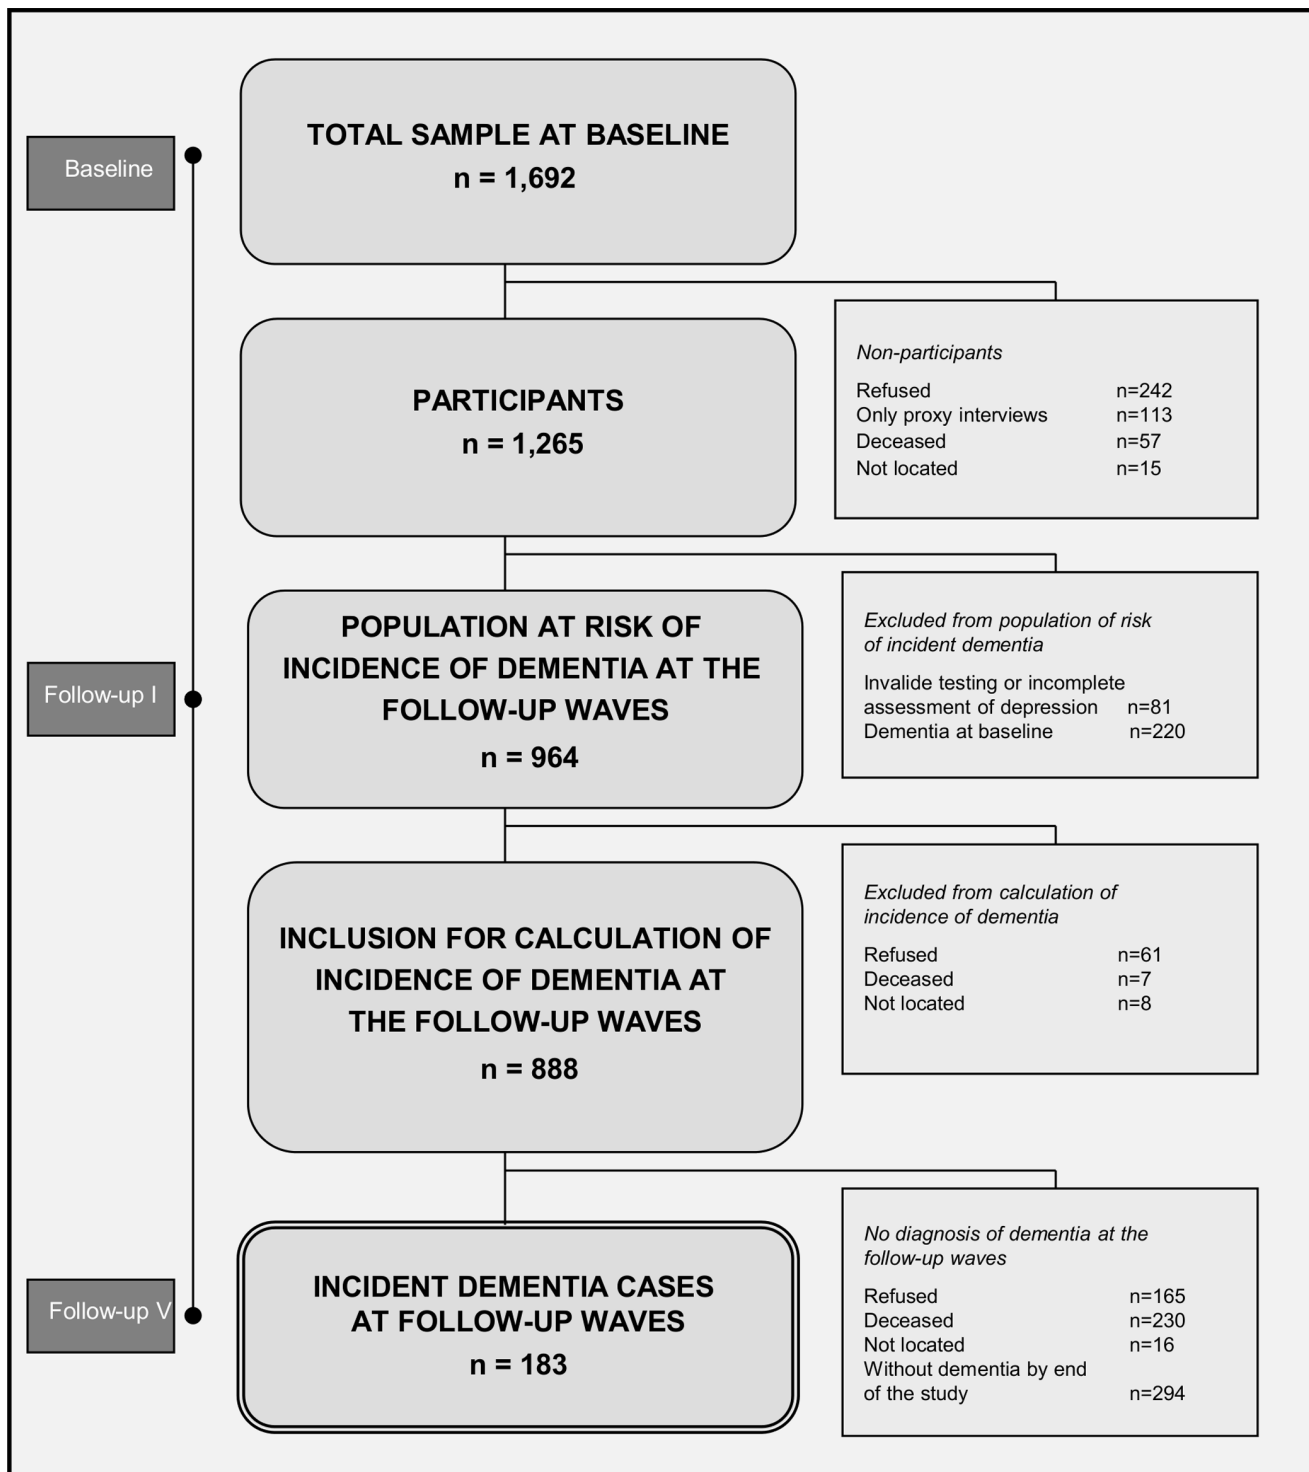 Baseline
TOTAL SAMPLE AT BASELINE
n = 1,692
PARTICIPANTS
n = 1,265
Non-participants
Refused n=242
Only proxy interviews n=113
Deceased n=57
Not located n=15
Follow-up I
POPULATION AT RISK OF
INCIDENCE OF DEMENTIA AT THE
FOLLOW-UP WAVES
n = 964
Excluded from population of risk
of incident dementia
Invalide testing or incomplete
assessment of depression n=81
Dementia at baseline n=220
INCLUSION FOR CALCULATION OF
INCIDENCE OF DEMENTIA AT
THE FOLLOW-UP WAVES
n = 888
Excluded from calculation of
incidence of dementia
Refused n=61
Deceased n=7
Not located n=8
Follow-up V
INCIDENT DEMENTIA CASES
AT FOLLOW-UP WAVES
n = 183
No diagnosis of dementia at the
follow-up waves
Refused n=165
Deceased n=230
Not located n=16
Without dementia by end
of the study n=294